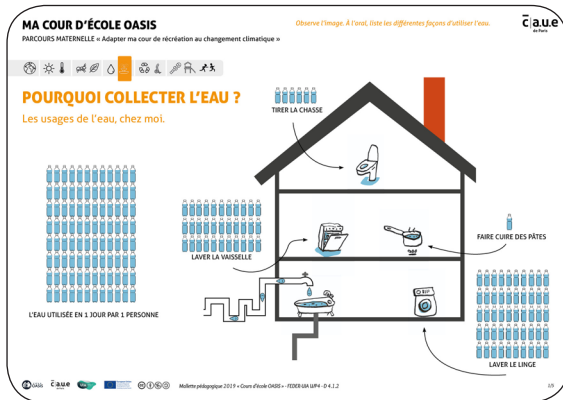 MA COUR D'ÉCOLE OASIS
PARCOURS MATERNELLE « Adapter ma cour de récréation au changement climatique »
Observe l'image. À l'oral, liste les différentes façons d'utiliser l'eau.
c|a.u.e
de Paris
POURQUOI COLLECTER L'EAU ?
Les usages de l'eau, chez moi.
TIRER LA CHASSE
LAVER LA VAISSELLE
FAIRE CUIRE DES PÂTES
L'EAU UTILISÉE EN 1 JOUR PAR 1 PERSONNE
LAVER LE LINGE
OASIS
c|a.u.e
Mallette pédagogique 2019 « Cours d'école OASIS » - FEDER-UIA WP4 - D 4.1.2
1/5